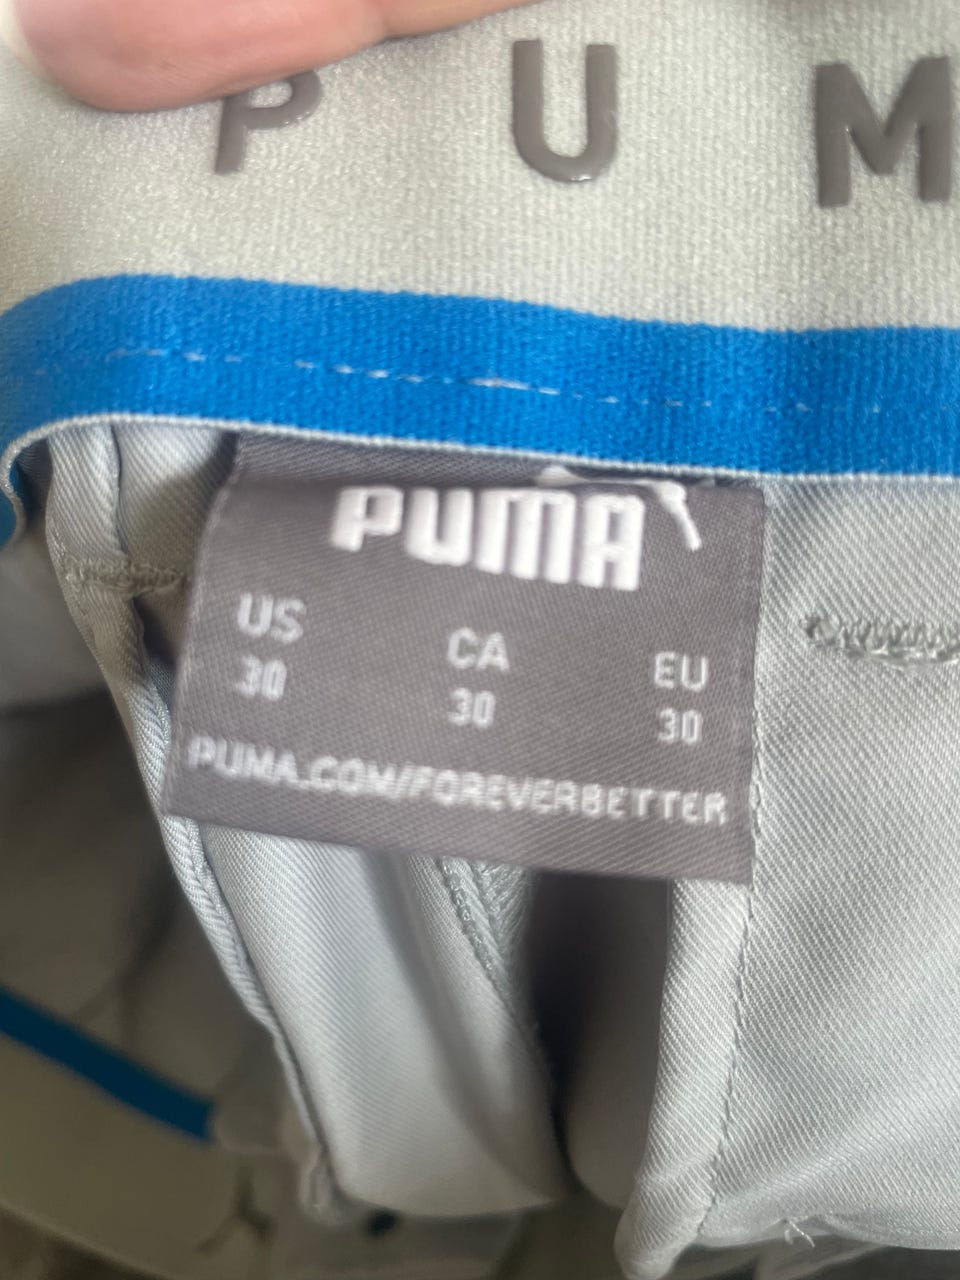 PUM
PUMA
US CA EU
30 30 30
PUMA.COM/FOREVERBETTER